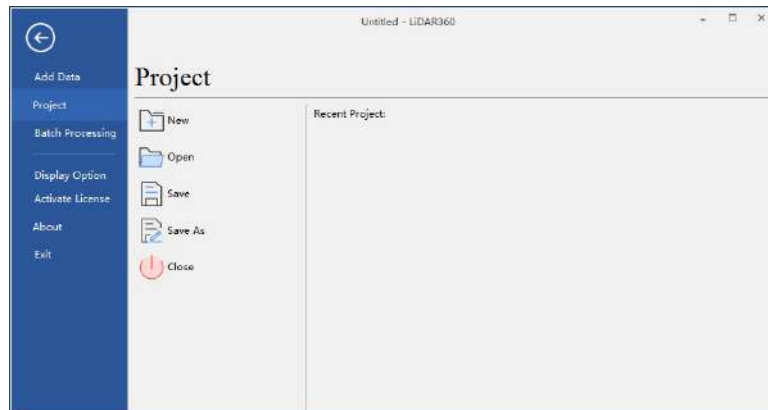 Untitled - LiDAR360
Add Data
Project
Batch Processing
Display Option
Activate License
About
Exit
Project
New
Open
Save
Save As
Close
Recent Project: